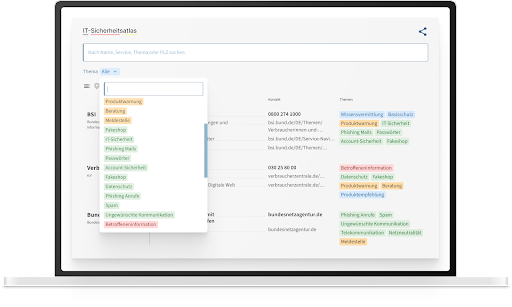 IT-Sicherheitsatlas
Nach Name, Service, Thema oder PLZ suchen
Thema Alle
Produktwarnung
Beratung
Meldestelle
Fakeshop
IT-Sicherheit
Phishing Mails
Passwörter
Account-Sicherheit
Fakeshop
Datenschutz
Phishing Anrufe
Spam
Ungewünschte Kommunikation
Betroffeneninformation
Kontakt
Themen
BSI
0800 274 1000
bsi.bund.de/DE/Themen/
Verbraucherinnen-und-...
bsi.bund.de/DE/Service-Navi...
bsi.bund.de/DE/Themen/...
Wissensvermittlung Basisschutz
Produktwarnung IT-Sicherheit
Phishing Mails Passwörter
Account-Sicherheit Fakeshop
Verb
Digitale Welt
030 25 80 00
verbraucherzentrale.de/...
verbraucherzentrale.de/...
Betroffeneninformation
Datenschutz Fakeshop
Produktwarnung Beratung
Produktempfehlung
Bund
mit
bundesnetzagentur.de
bundesnetzagentur.de
Phishing Anrufe Spam
Ungewünschte Kommunikation
Telekommunikation Netzneutralität
Meldestelle